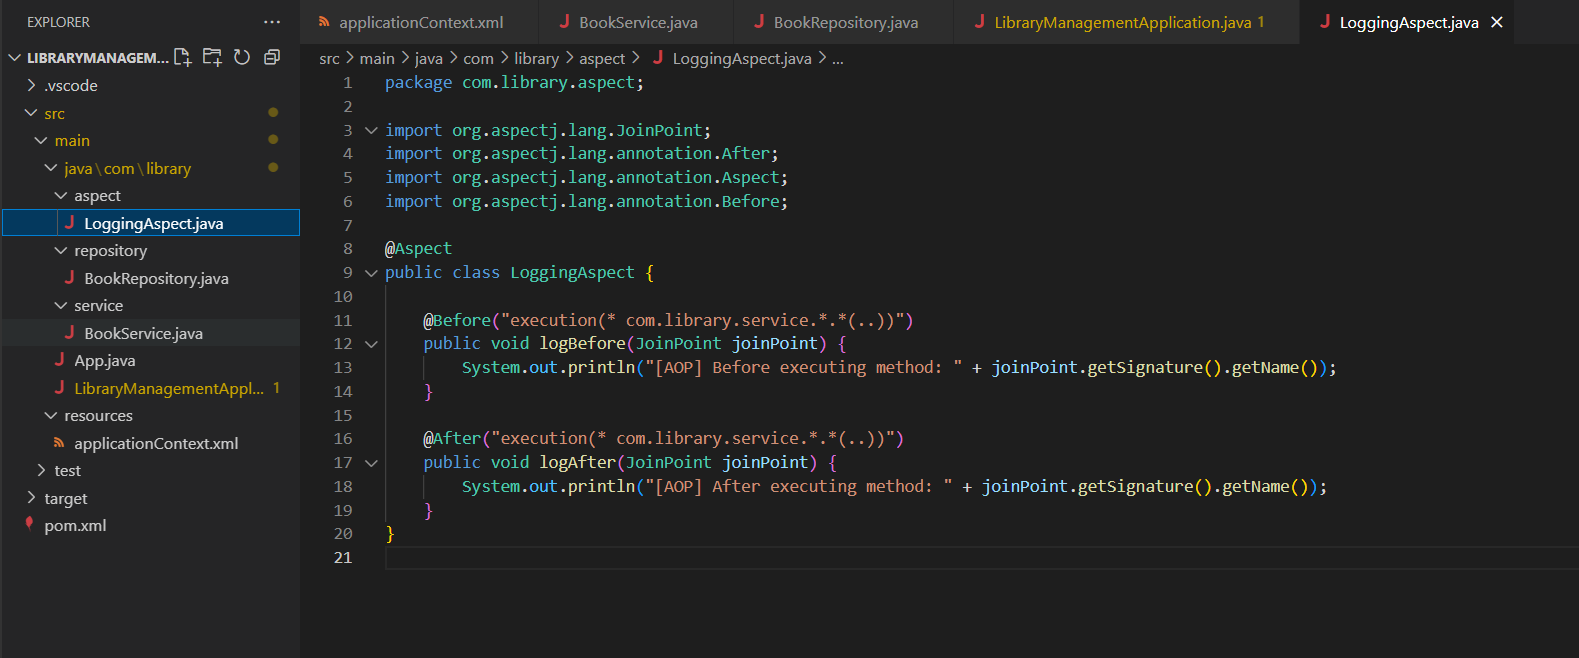 EXPLORER
LIBRARYMANAGEM...
.vscode
src
main
java\com\library
aspect
LoggingAspect.java
repository
BookRepository.java
service
BookService.java
App.java
LibraryManagementAppl... 1
resources
applicationContext.xml
test
target
pom.xml
applicationContext.xml
BookService.java
BookRepository.java
LibraryManagementApplication.java 1
LoggingAspect.java
src > main > java > com > library > aspect > LoggingAspect.java > ...
1 package com.library.aspect;
2
3 import org.aspectj.lang.JoinPoint;
4 import org.aspectj.lang.annotation.After;
5 import org.aspectj.lang.annotation.Aspect;
6 import org.aspectj.lang.annotation.Before;
7
8 @Aspect
9 public class LoggingAspect {
10
11 @Before("execution(* com.library.service.*.*(..))")
12 public void logBefore(JoinPoint joinPoint) {
13 System.out.println("[AOP] Before executing method: " + joinPoint.getSignature().getName());
14 }
15
16 @After("execution(* com.library.service.*.*(..))")
17 public void logAfter(JoinPoint joinPoint) {
18 System.out.println("[AOP] After executing method: " + joinPoint.getSignature().getName());
19 }
20 }
21